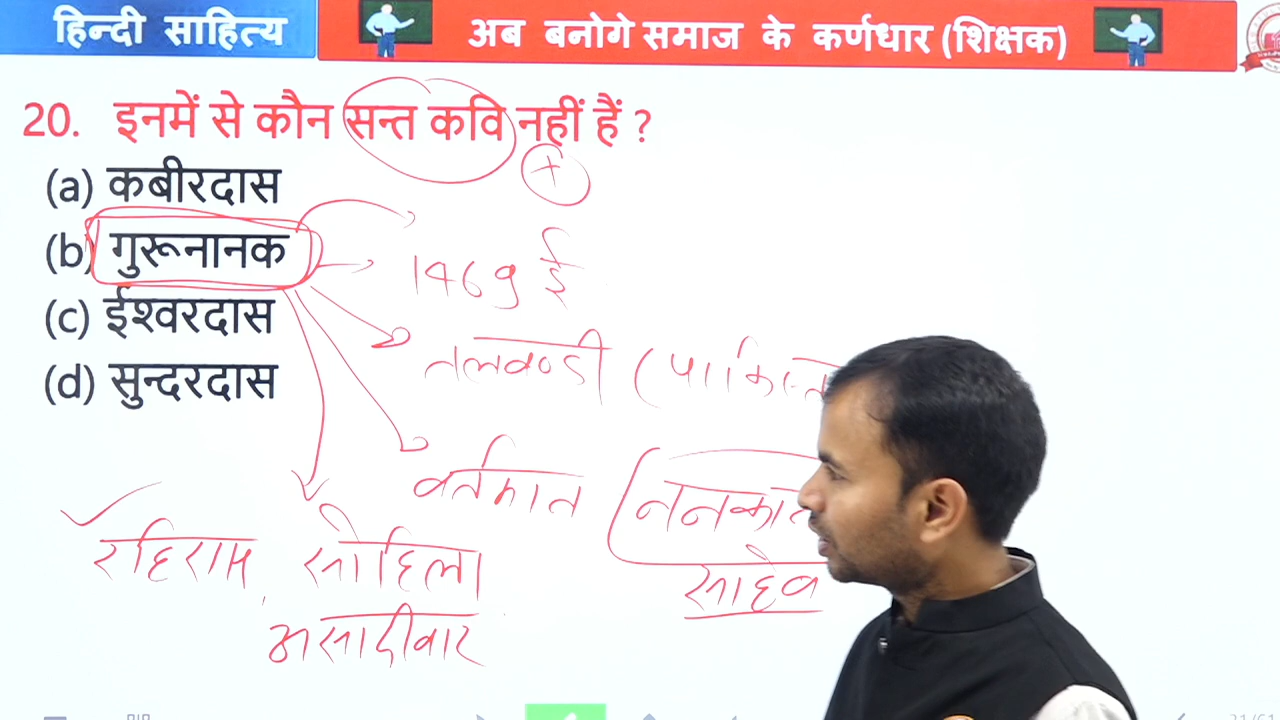 हिन्दी साहित्य
अब बनोगे समाज के कर्णधार (शिक्षक)
20. इनमें से कौन सन्त कवि नहीं हैं ?
(a) कबीरदास
(b) गुरूनानक
(c) ईश्वरदास
(d) सुन्दरदास
1469 ई
तलवण्डी (पाकिस्त
वर्तमान ननकान
साहेब
रहिरास, सोहिला
असादीवार